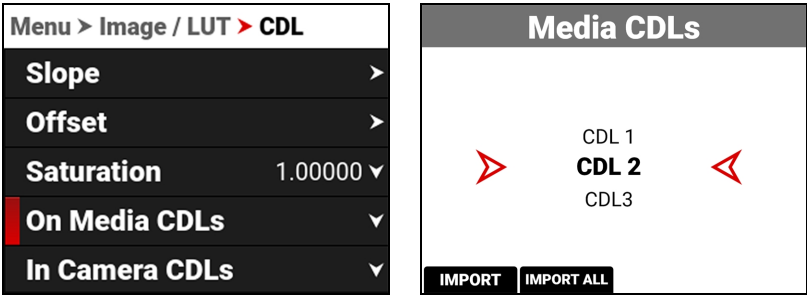 Menu > Image / LUT > CDL
Slope
Offset
Saturation 1.00000
On Media CDLs
In Camera CDLs
Media CDLs
CDL 1
CDL 2
CDL3
IMPORT IMPORT ALL